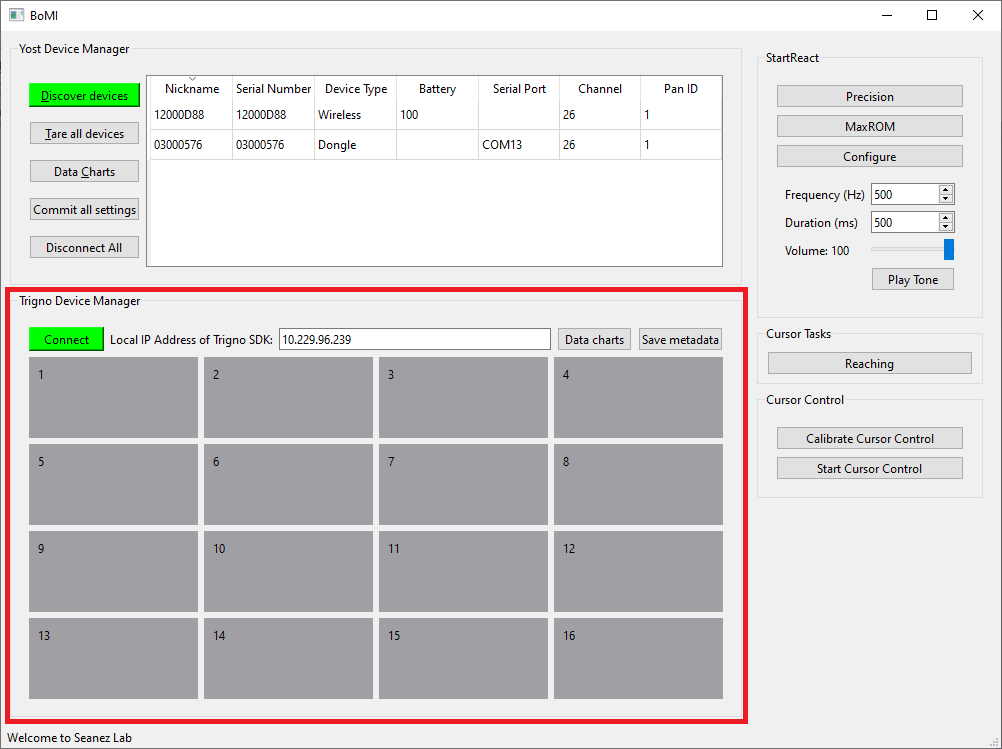 BoMI
Yost Device Manager
Discover devices
Tare all devices
Data Charts
Commit all settings
Disconnect All
Nickname Serial Number Device Type Battery Serial Port Channel Pan ID
12000D88 12000D88 Wireless 100 26 1
03000576 03000576 Dongle COM13 26 1
Trigno Device Manager
Connect Local IP Address of Trigno SDK: 10.229.96.239 Data charts Save metadata
1 2 3 4
5 6 7 8
9 10 11 12
13 14 15 16
StartReact
Precision
MaxROM
Configure
Frequency (Hz) 500
Duration (ms) 500
Volume: 100
Play Tone
Cursor Tasks
Reaching
Cursor Control
Calibrate Cursor Control
Start Cursor Control
Welcome to Seanez Lab